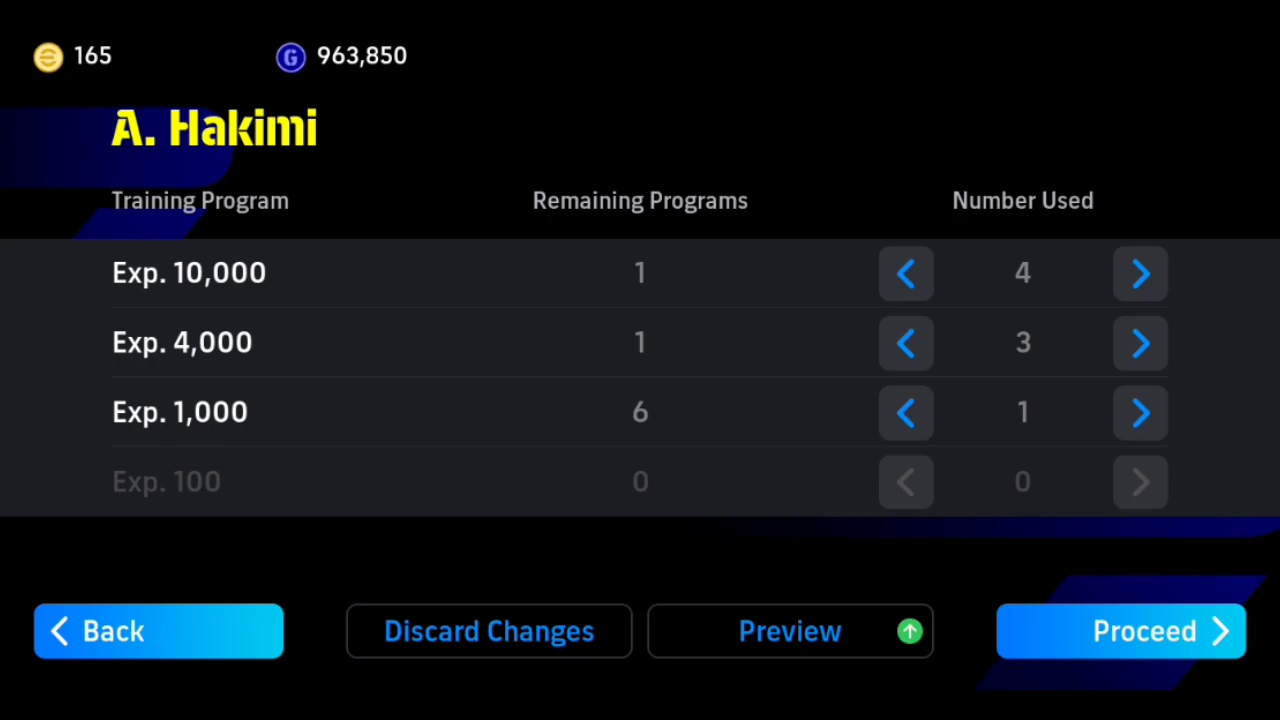 165 963,850
A. Hakimi
Training Program Remaining Programs Number Used
Exp. 10,000 1 4
Exp. 4,000 1 3
Exp. 1,000 6 1
Exp. 100 0 0
Back Discard Changes Preview Proceed